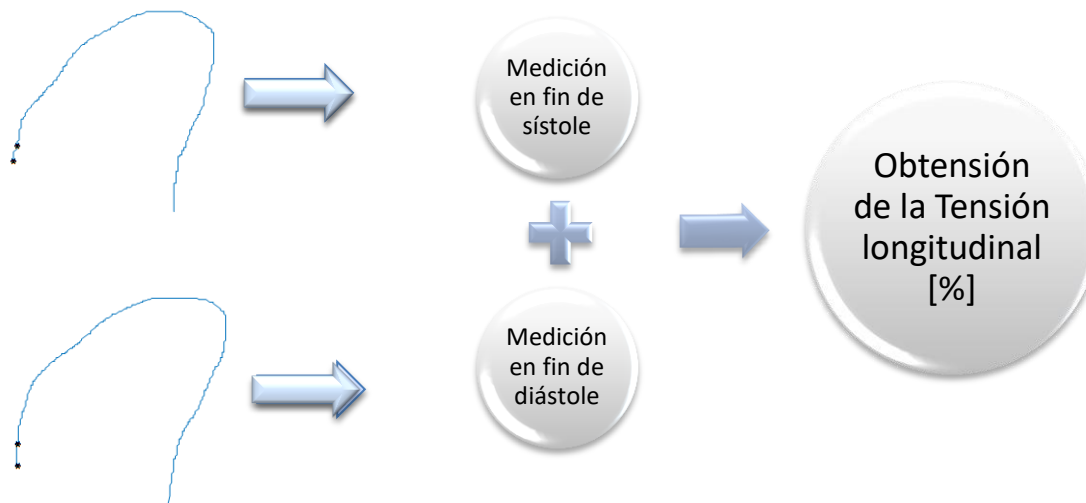 Medición
en fin de
sístole
Medición
en fin de
diástole
Obtensión
de la Tensión
longitudinal
[%]